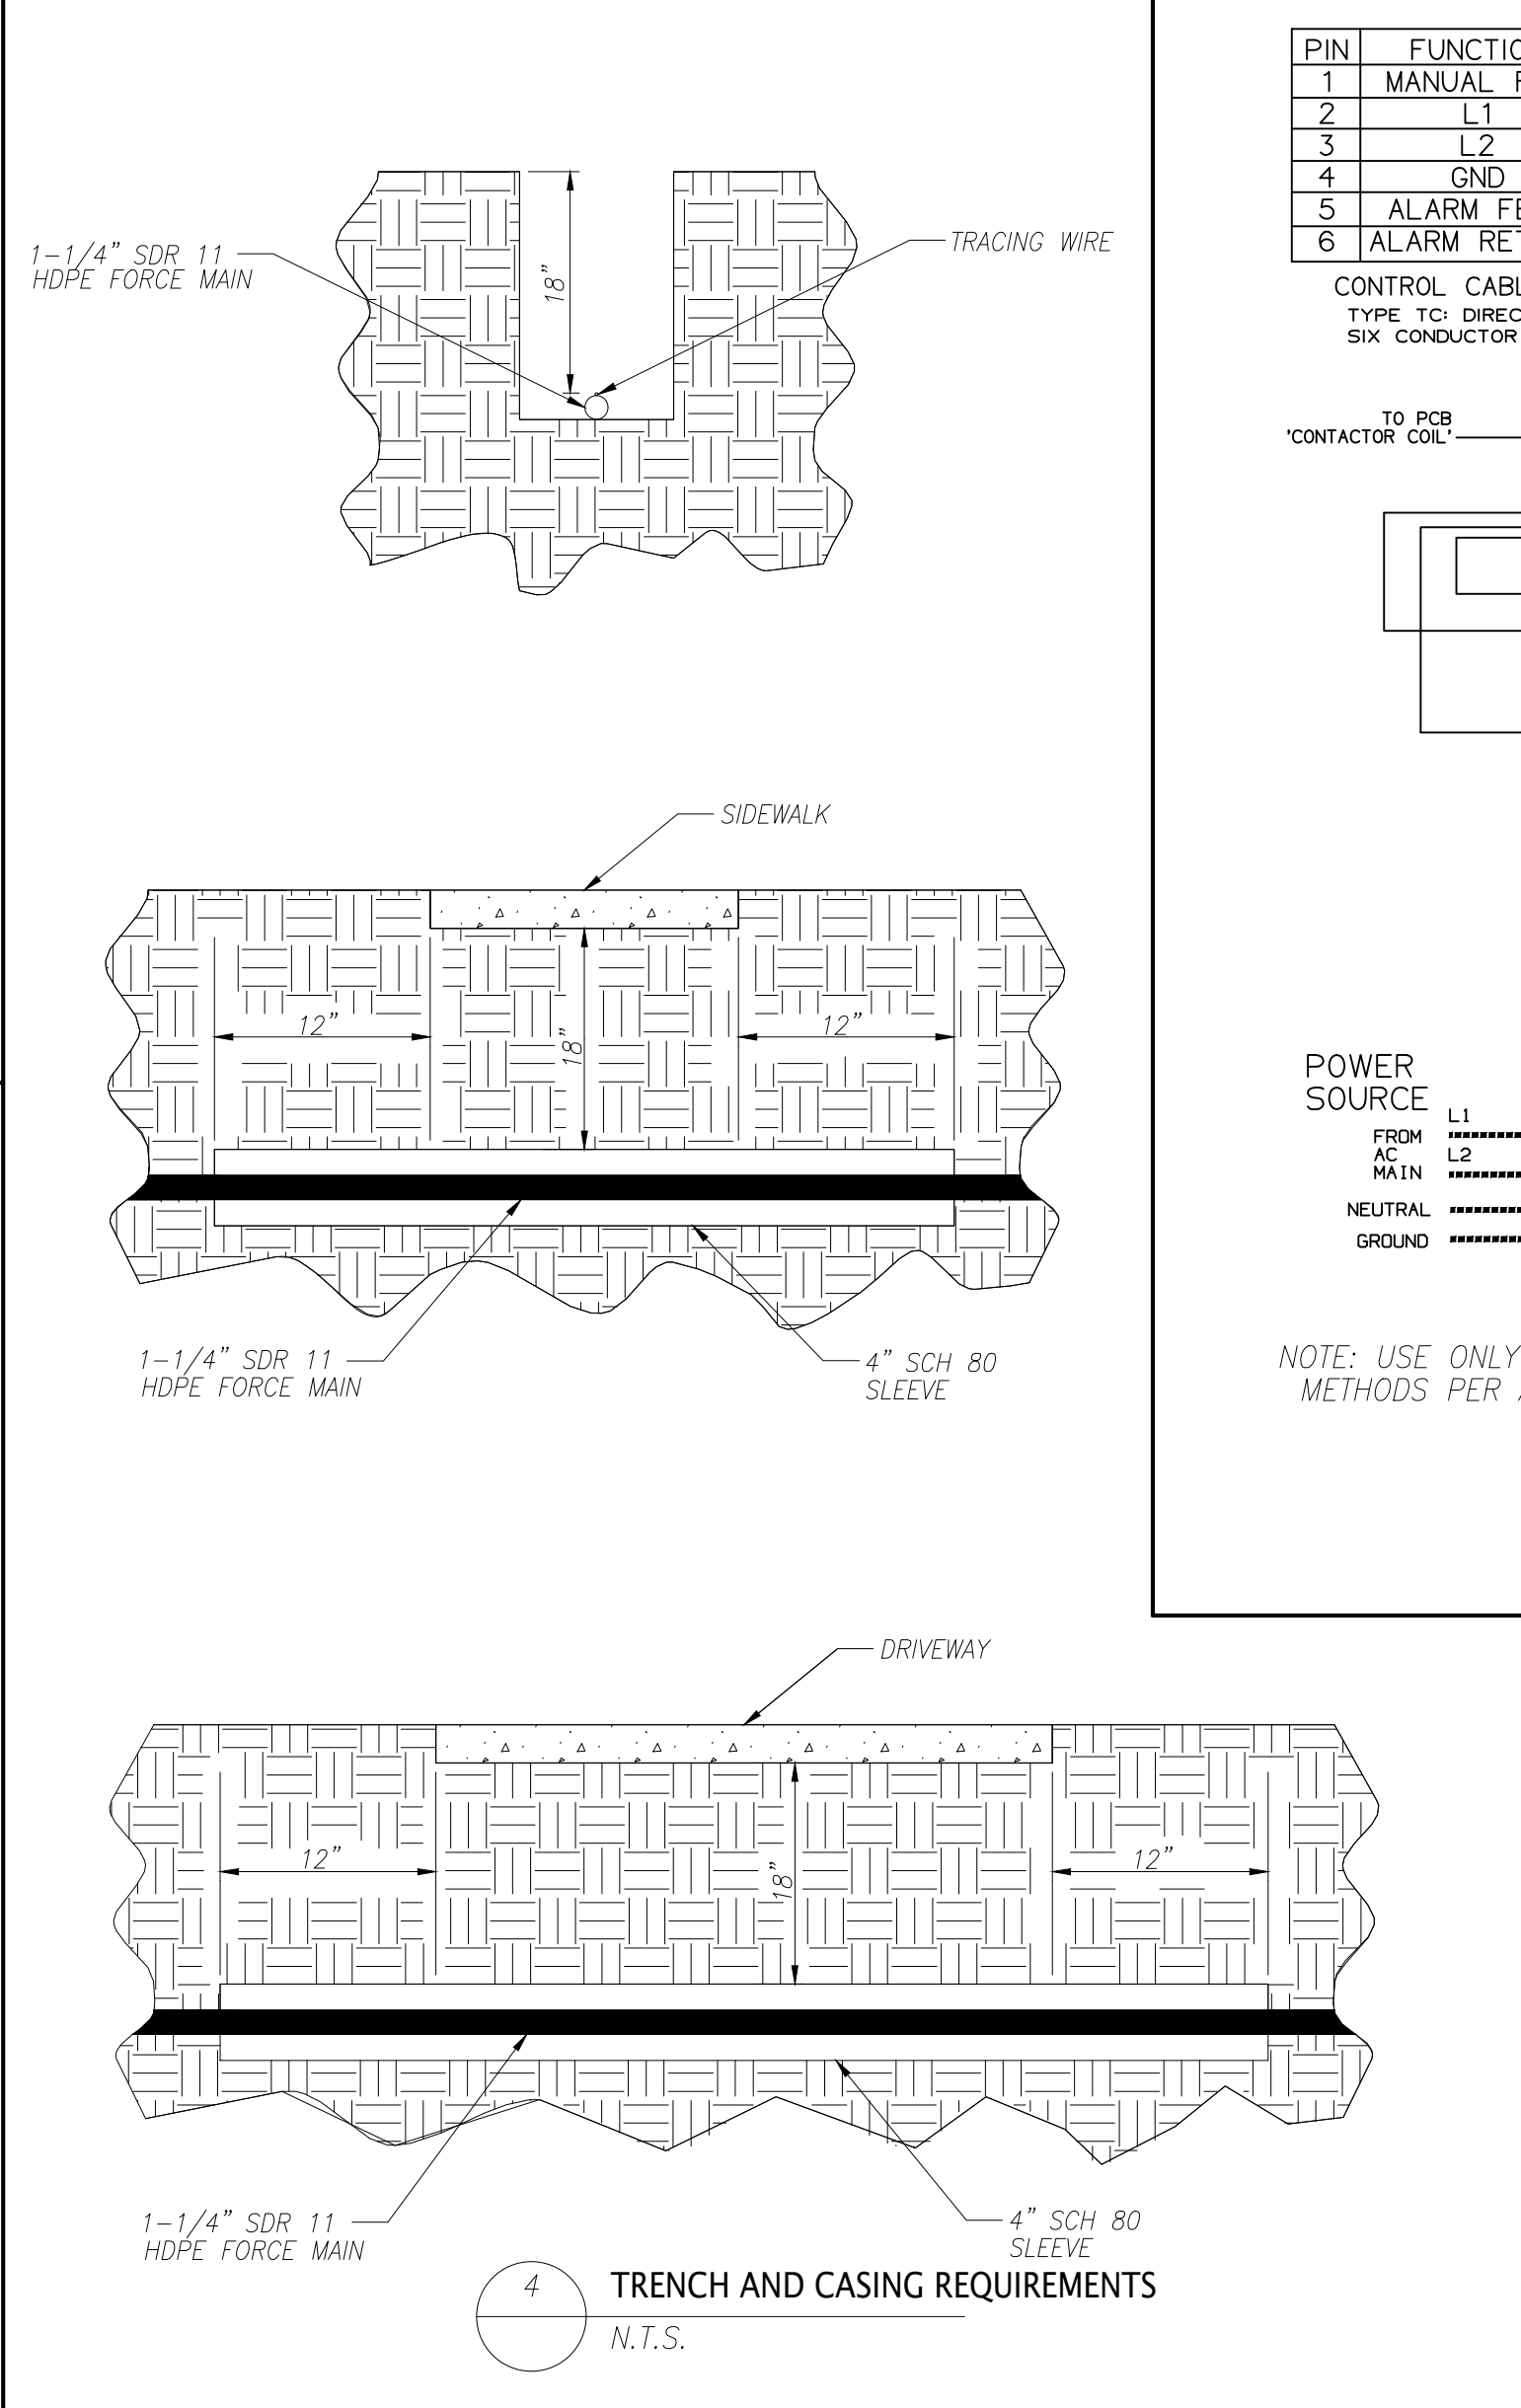 1-1/4" SDR 11
HDPE FORCE MAIN
18"
TRACING WIRE
SIDEWALK
12"
18"
12"
1-1/4" SDR 11
HDPE FORCE MAIN
4" SCH 80
SLEEVE
DRIVEWAY
12"
18"
12"
1-1/4" SDR 11
HDPE FORCE MAIN
4" SCH 80
SLEEVE
4
TRENCH AND CASING REQUIREMENTS
N.T.S.
PIN
1 MANUAL
2 L1
3 L2
4 GND
5 ALARM
6 ALARM
CONTROL
TYPE TC:
SIX CONDUCTOR
TO PCB
'CONTACTOR COIL'
POWER
SOURCE
L1
FROM
AC
MAIN
L2
NEUTRAL
GROUND
NOTE: USE ONLY
METHODS PER